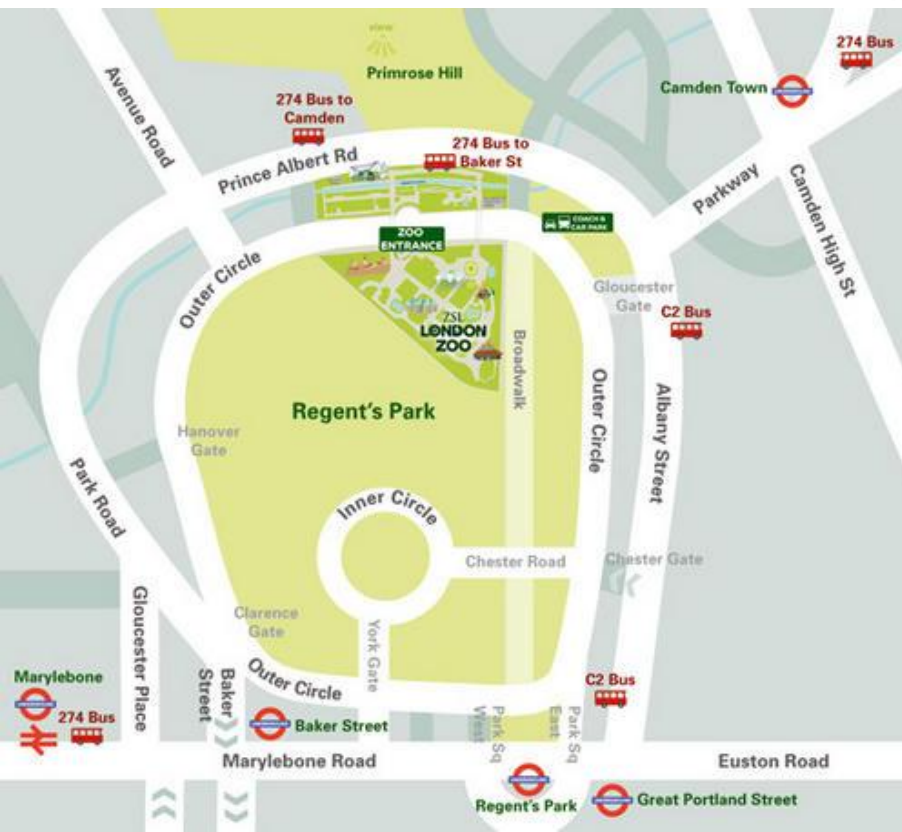 view
Primrose Hill
274 Bus
Camden Town
Avenue Road
274 Bus to
Camden
274 Bus to
Baker St
Prince Albert Rd
Parkway
Camden High St
COACH &
CAR PARK
ZOO
ENTRANCE
Outer Circle
Gloucester
Gate
C2 Bus
ZSL
LONDON
ZOO
Broadwalk
Outer Circle
Albany Street
Regent's Park
Hanover
Gate
Park Road
Inner Circle
Chester Road
Chester Gate
Gloucester Place
Clarence
Gate
York Gate
Outer Circle
Baker
Street
Marylebone
274 Bus
Baker Street
C2 Bus
Park Sq
West
Park Sq
East
Marylebone Road
Euston Road
Regent's Park
Great Portland Street